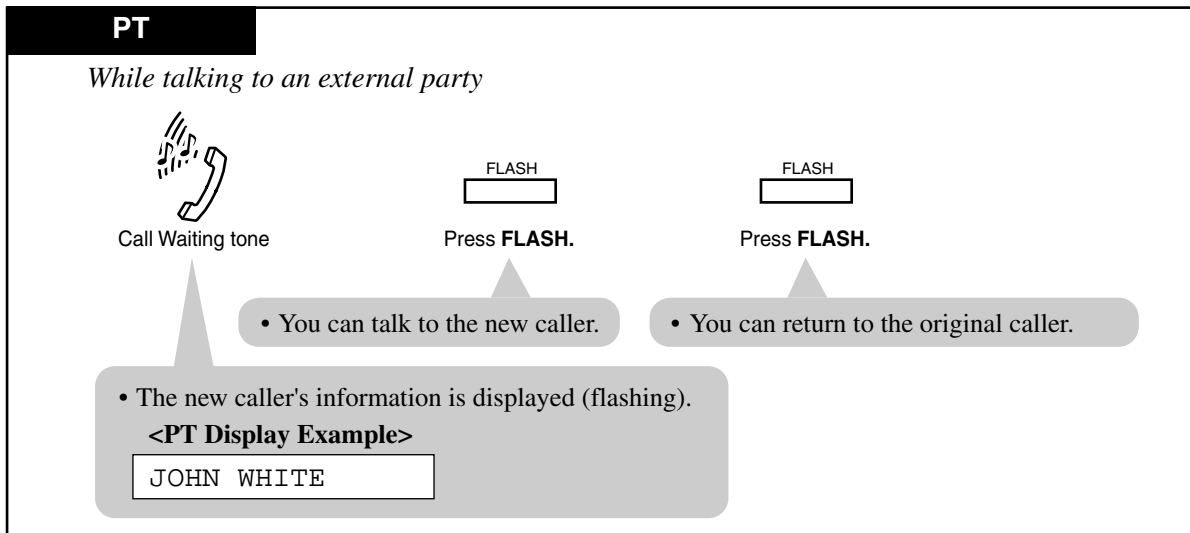 PT
While talking to an external party
FLASH FLASH
Call Waiting tone Press FLASH. Press FLASH.
• You can talk to the new caller. • You can return to the original caller.
• The new caller's information is displayed (flashing).
<PT Display Example>
JOHN WHITE